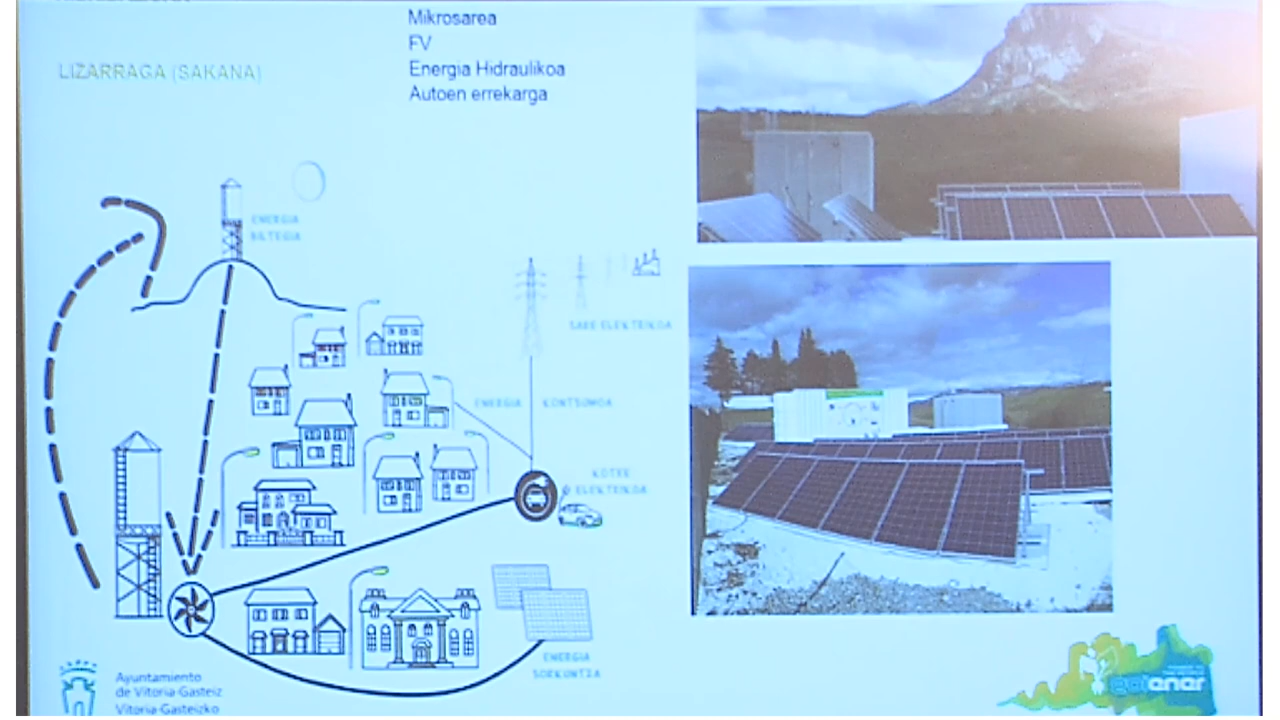 LIZARRAGA (SAKANA)
Mikrosarea
FV
Energia Hidraulikoa
Autoen errekarga
ENERGIA
BILTEGIA
SARE ELEKTRIKOA
ENERGIA KONTSUMOA
KOTXE
ELEKTRIKOA
ENERGIA
SORKUNTZA
Ayuntamiento
de Vitoria-Gasteiz
Vitoria-Gasteizko
goiener